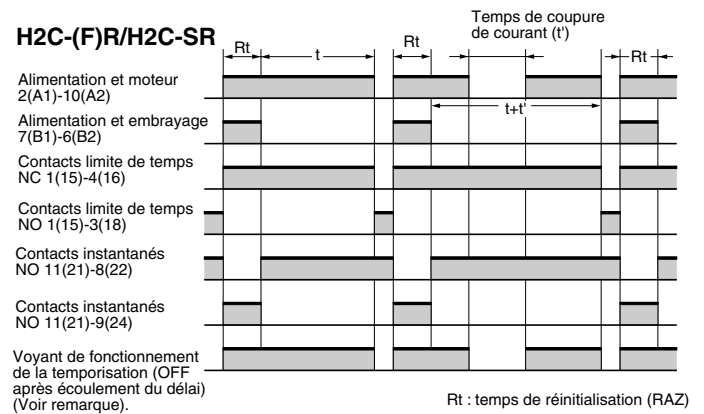 Temps de coupure
de courant (t')
H2C-(F)R/H2C-SR
Rt
t
Rt
Rt
Alimentation et moteur
2(A1)-10(A2)
t+t'
Alimentation et embrayage
7(B1)-6(B2)
Contacts limite de temps
NC 1(15)-4(16)
Contacts limite de temps
NO 1(15)-3(18)
Contacts instantanés
NO 11(21)-8(22)
Contacts instantanés
NO 11(21)-9(24)
Voyant de fonctionnement
de la temporisation (OFF
après écoulement du délai)
(Voir remarque).
Rt : temps de réinitialisation (RAZ)